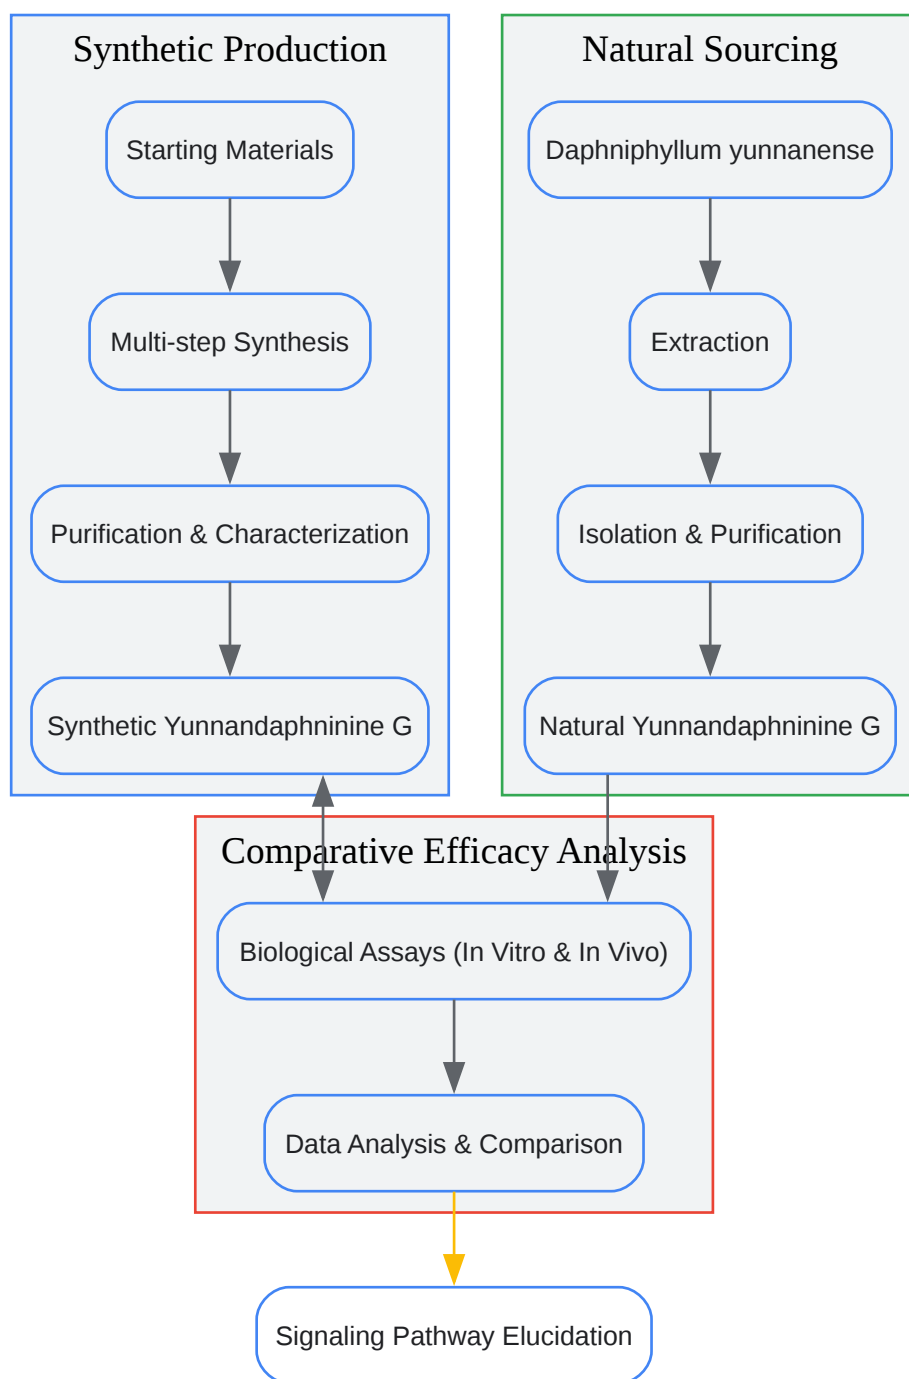 Synthetic Production
Starting Materials
Multi-step Synthesis
Purification & Characterization
Synthetic Yunnandaphninine G
Natural Sourcing
Daphniphyllum yunnanense
Extraction
Isolation & Purification
Natural Yunnandaphninine G
Comparative Efficacy Analysis
Biological Assays (In Vitro & In Vivo)
Data Analysis & Comparison
Signaling Pathway Elucidation